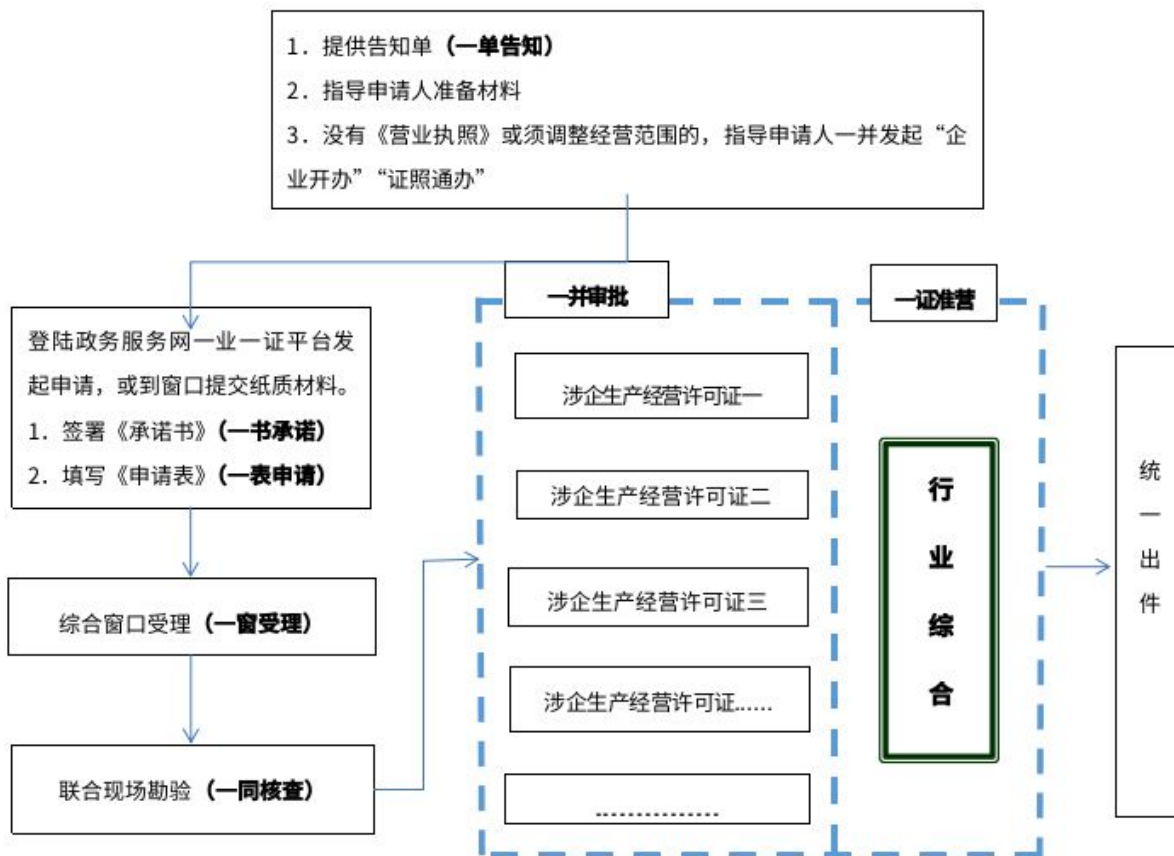 1．提供告知单（一单告知）
2．指导申请人准备材料
3．没有《营业执照》或须调整经营范围的，指导申请人一并发起“企
业开办”“证照通办”
登陆政务服务网一业一证平台发
起申请，或到窗口提交纸质材料。
1．签署《承诺书》（一书承诺）
2．填写《申请表》（一表申请）
综合窗口受理（一窗受理）
联合现场勘验（一同核查）
一并审批
涉企生产经营许可证一
涉企生产经营许可证二
涉企生产经营许可证三
涉企生产经营许可证......
...............
一证准营
行
业
综
合
统
一
出
件